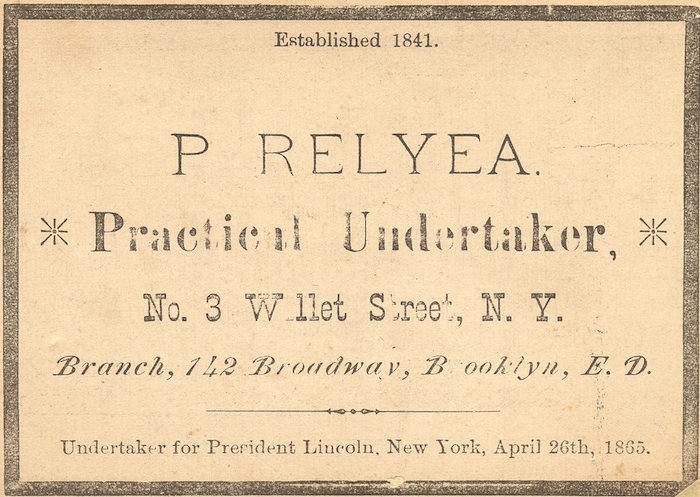 Established 1841.
P RELYEA.
Practical Undertaker,
No. 3 Willet Street, N. Y.
Branch, 142 Broadway, Brooklyn, E. D.
Undertaker for President Lincoln, New York, April 26th, 1865.